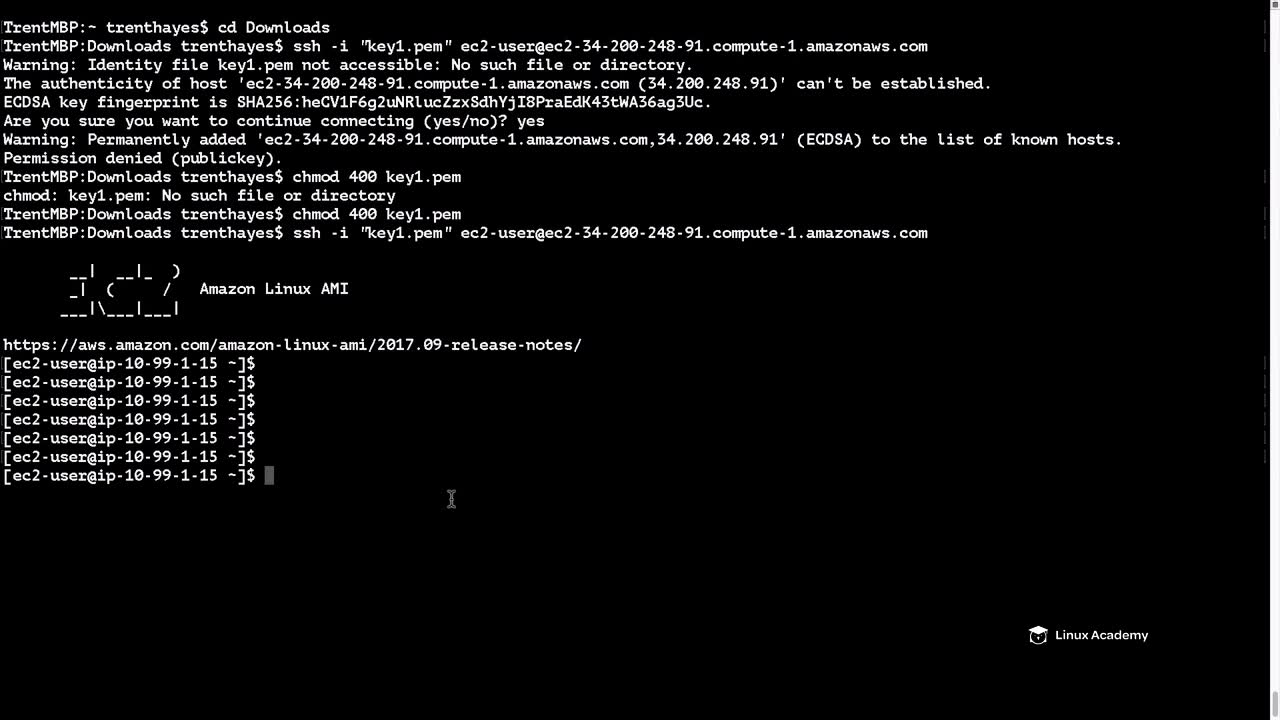 TrentMBP:~ trenthayes$ cd Downloads
TrentMBP:Downloads trenthayes$ ssh -i "key1.pem" ec2-user@ec2-34-200-248-91.compute-1.amazonaws.com
Warning: Identity file key1.pem not accessible: No such file or directory.
The authenticity of host 'ec2-34-200-248-91.compute-1.amazonaws.com (34.200.248.91)' can't be established.
ECDSA key fingerprint is SHA256:heCV1F6g2uNRlucZzxSdhYjI8PraEdK43tWA36ag3Uc.
Are you sure you want to continue connecting (yes/no)? yes
Warning: Permanently added 'ec2-34-200-248-91.compute-1.amazonaws.com,34.200.248.91' (ECDSA) to the list of known hosts.
Permission denied (publickey).
TrentMBP:Downloads trenthayes$ chmod 400 key1.pem
chmod: key1.pem: No such file or directory
TrentMBP:Downloads trenthayes$ chmod 400 key1.pem
TrentMBP:Downloads trenthayes$ ssh -i "key1.pem" ec2-user@ec2-34-200-248-91.compute-1.amazonaws.com
       __|  __|_  )
       _|  (     /   Amazon Linux AMI
      ___|\___|___|
https://aws.amazon.com/amazon-linux-ami/2017.09-release-notes/
[ec2-user@ip-10-99-1-15 ~]$
[ec2-user@ip-10-99-1-15 ~]$
[ec2-user@ip-10-99-1-15 ~]$
[ec2-user@ip-10-99-1-15 ~]$
[ec2-user@ip-10-99-1-15 ~]$
[ec2-user@ip-10-99-1-15 ~]$
[ec2-user@ip-10-99-1-15 ~]$
Linux Academy